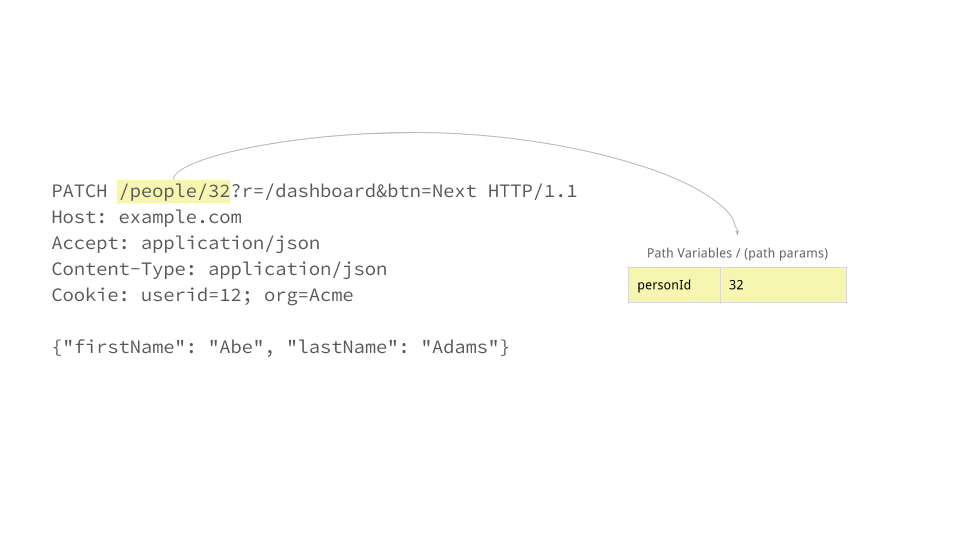 PATCH /people/32?r=/dashboard&btn=Next HTTP/1.1
Host: example.com
Accept: application/json
Content-Type: application/json
Cookie: userid=12; org=Acme
{"firstName": "Abe", "lastName": "Adams"}
Path Variables / (path params)
personId 32